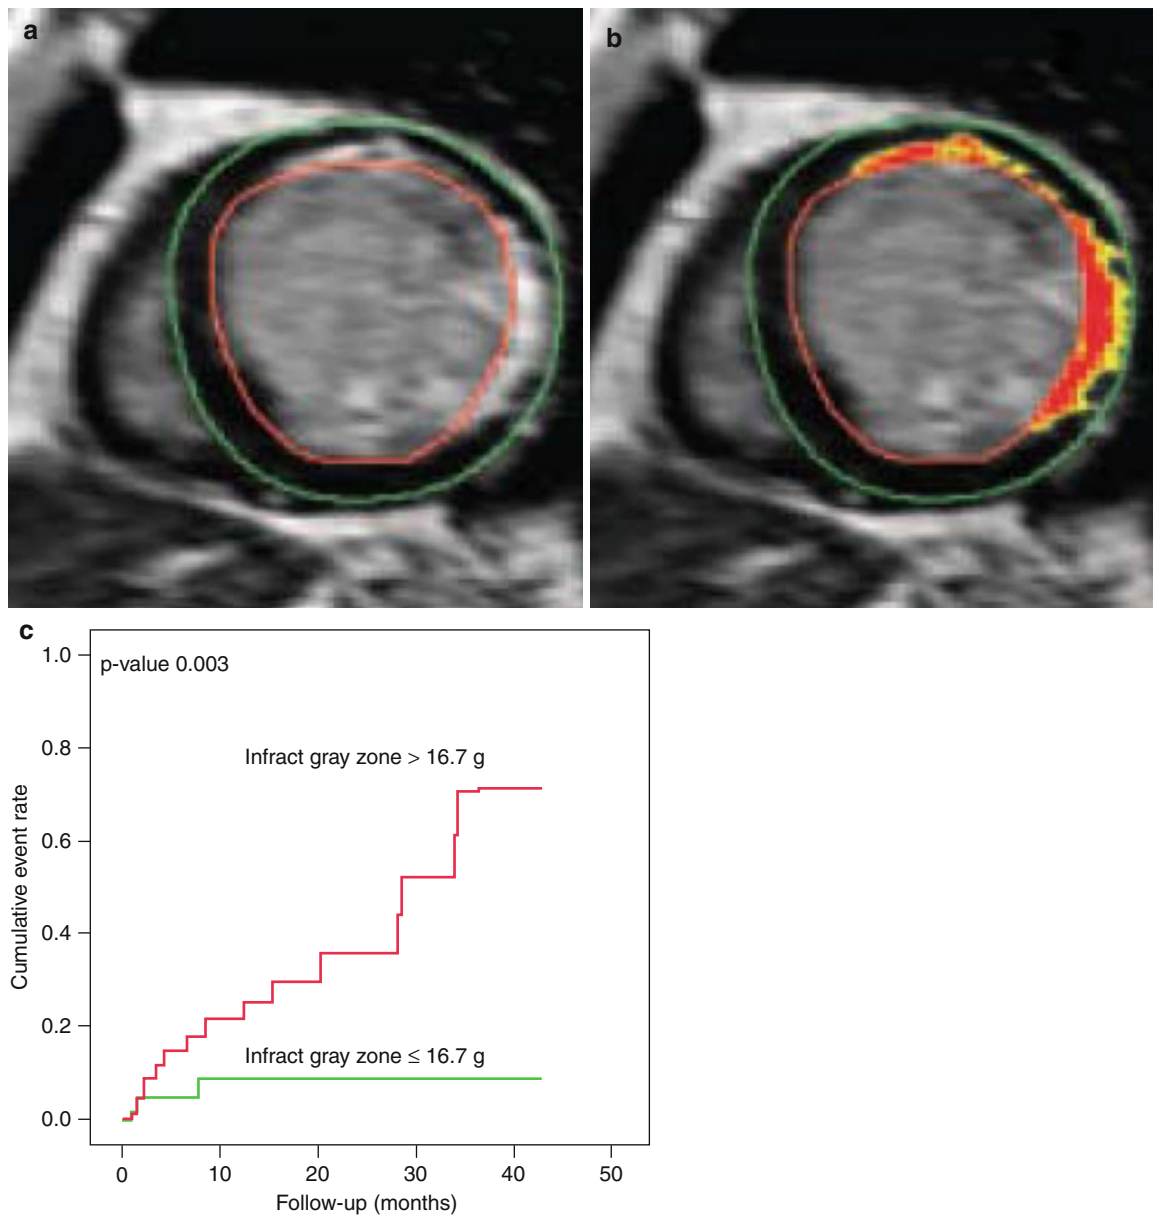 a
b
c
p-value 0.003
Infract gray zone > 16.7 g
Infract gray zone ≤ 16.7 g
Cumulative event rate
1.0
0.8
0.6
0.4
0.2
0.0
0 10 20 30 40 50
Follow-up (months)